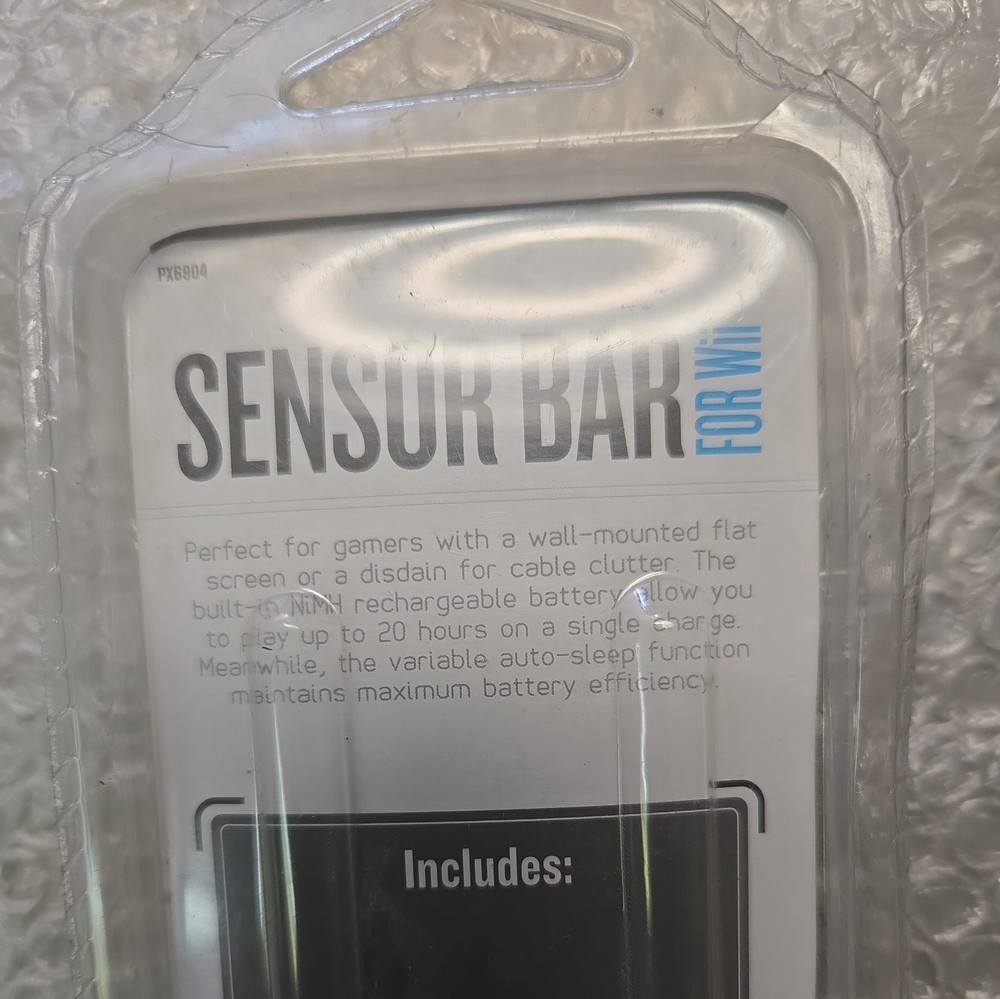 PX6904
SENSOR BAR FOR Wii
Perfect for gamers with a wall-mounted flat
screen or a disdain for cable clutter. The
built-in NiMH rechargeable battery allow you
to play up to 20 hours on a single charge.
Meanwhile, the variable auto-sleep function
maintains maximum battery efficiency.
Includes: